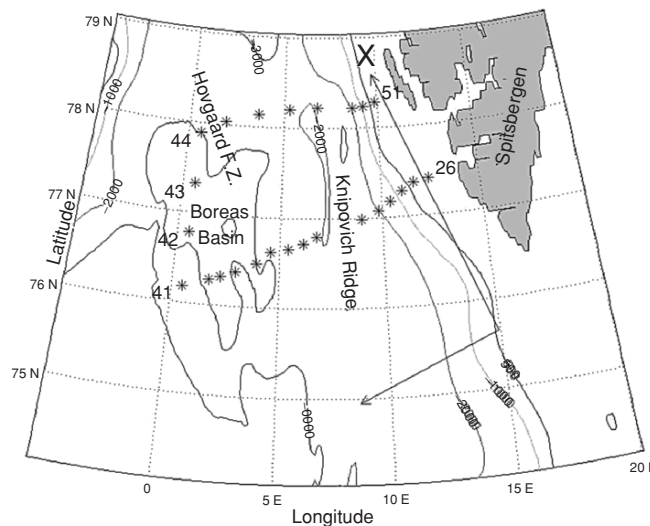 79 N
-3000
X
-1000
51
Hovgaard F.Z.
Spitsbergen
78 N
-2000
44
26
43
Knipovich Ridge
77 N
-2000
Boreas
Basin
Latitude
42
76 N
41
500
75 N
-1000
2000
-3000
20 E
0
5 E
10 E
15 E
Longitude